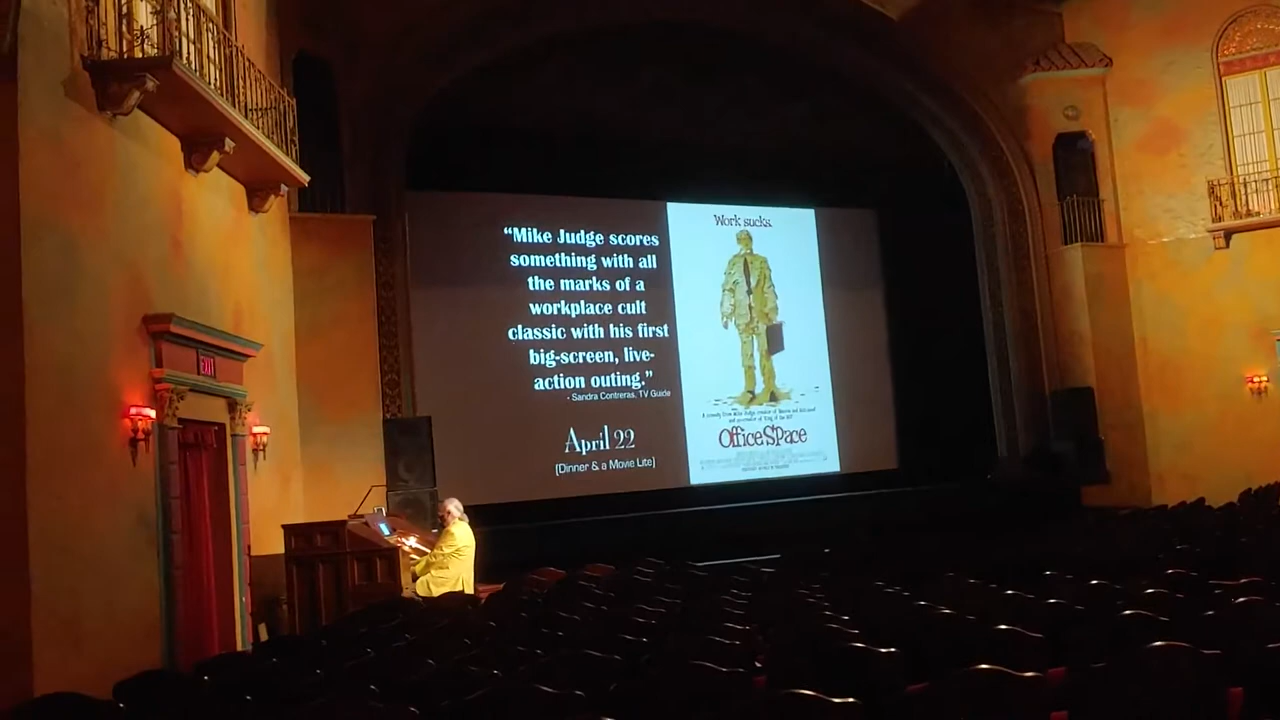 EXIT
“Mike Judge scores
something with all
the marks of a
workplace cult
classic with his first
big-screen, live-
action outing.”
- Sandra Contreras, TV Guide
April 22
[Dinner & a Movie Lite]
Work sucks.
Office Space